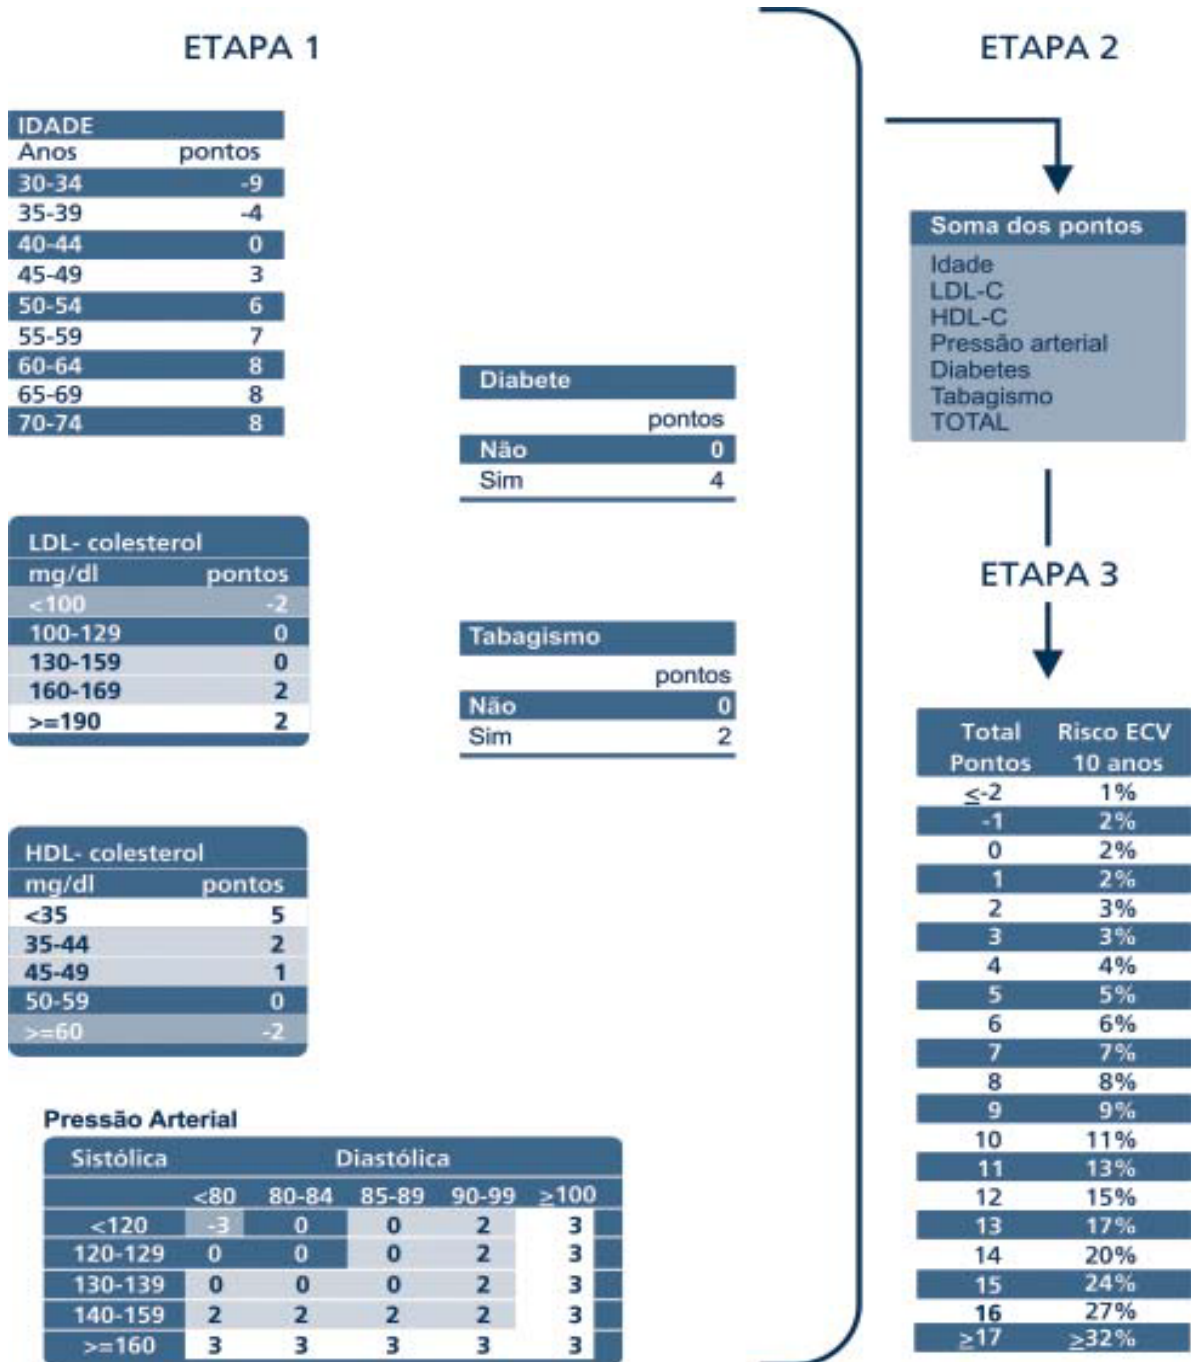 ETAPA 1
IDADE
Anos pontos
30-34 -9
35-39 -4
40-44 0
45-49 3
50-54 6
55-59 7
60-64 8
65-69 8
70-74 8
LDL- colesterol
mg/dl pontos
<100 -2
100-129 0
130-159 0
160-169 2
>=190 2
HDL- colesterol
mg/dl pontos
<35 5
35-44 2
45-49 1
50-59 0
>=60 -2
Pressão Arterial
Sistólica Diastólica
<80 80-84 85-89 90-99 ≥100
<120 -3 0 0 2 3
120-129 0 0 0 2 3
130-139 0 0 0 2 3
140-159 2 2 2 2 3
>=160 3 3 3 3 3
Diabete
pontos
Não 0
Sim 4
Tabagismo
pontos
Não 0
Sim 2
ETAPA 2
Soma dos pontos
Idade
LDL-C
HDL-C
Pressão arterial
Diabetes
Tabagismo
TOTAL
ETAPA 3
Total Risco ECV
Pontos 10 anos
≤-2 1%
-1 2%
0 2%
1 2%
2 3%
3 3%
4 4%
5 5%
6 6%
7 7%
8 8%
9 9%
10 11%
11 13%
12 15%
13 17%
14 20%
15 24%
16 27%
≥17 ≥32%